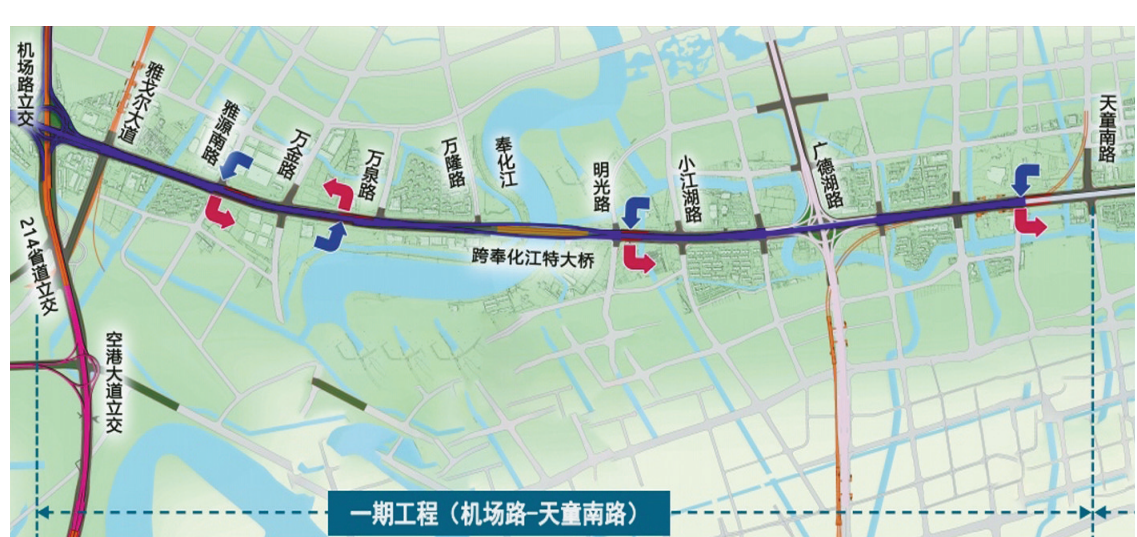 机场路立交
雅戈尔大道
雅源南路
万金路
万泉路
万隆路
奉化江
明光路
小江湖路
广德湖路
天童南路
跨奉化江特大桥
214省道立交
空港大道立交
一期工程（机场路-天童南路）